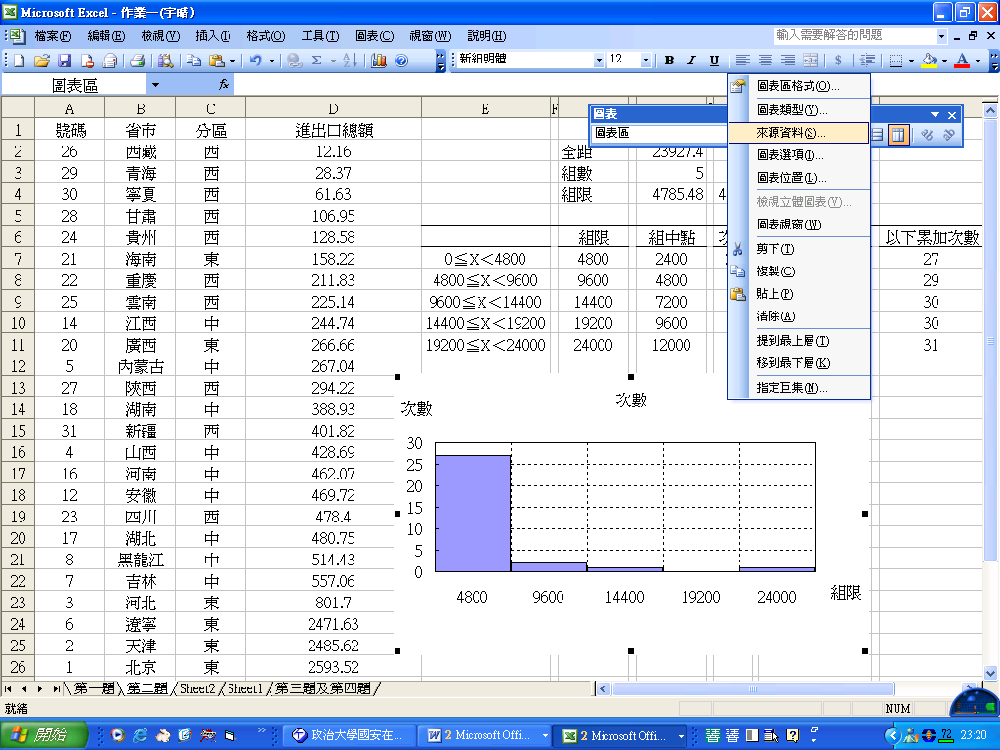 Microsoft Excel - 作業一(宇晴)
檔案(F) 編輯(E) 檢視(V) 插入(I) 格式(O) 工具(T) 圖表(C) 視窗(W) 說明(H) 輸入需要解答的問題
新細明體 12 B I U $
圖表區 fx
圖表
圖表區
圖表區格式(O)...
圖表類型(Y)...
來源資料(S)...
圖表選項(I)...
圖表位置(L)...
檢視立體圖表(V)...
圖表視窗(W)
剪下(T)
複製(C)
貼上(P)
清除(A)
提到最上層(T)
移到最下層(K)
指定巨集(N)...
A B C D E F
1 號碼 省市 分區 進出口總額
2 26 西藏 西 12.16 全距 23927.4
3 29 青海 西 28.37 組數 5
4 30 寧夏 西 61.63 組限 4785.48 4
5 28 甘肅 西 106.95
6 24 貴州 西 128.58 組限 組中點 以下累加次數
7 21 海南 東 158.22 0≦X＜4800 4800 2400 27
8 22 重慶 西 211.83 4800≦X＜9600 9600 4800 29
9 25 雲南 西 225.14 9600≦X＜14400 14400 7200 30
10 14 江西 中 244.74 14400≦X＜19200 19200 9600 30
11 20 廣西 東 266.66 19200≦X＜24000 24000 12000 31
12 5 內蒙古 中 267.04
13 27 陝西 西 294.22
14 18 湖南 中 388.93
15 31 新疆 西 401.82
16 4 山西 中 428.69
17 16 河南 中 462.07
18 12 安徽 中 469.72
19 23 四川 西 478.4
20 17 湖北 中 480.75
21 8 黑龍江 中 514.43
22 7 吉林 中 557.06
23 3 河北 東 801.7
24 6 遼寧 東 2471.63
25 2 天津 東 2485.62
26 1 北京 東 2593.52
次數
次數
30
25
20
15
10
5
0
4800 9600 14400 19200 24000
組限
第一題 第二題 Sheet2 Sheet1 第三題及第四題
就緒 NUM
開始 政治大學國安在... 2 Microsoft Offi... 2 Microsoft Offi... 72 23:20